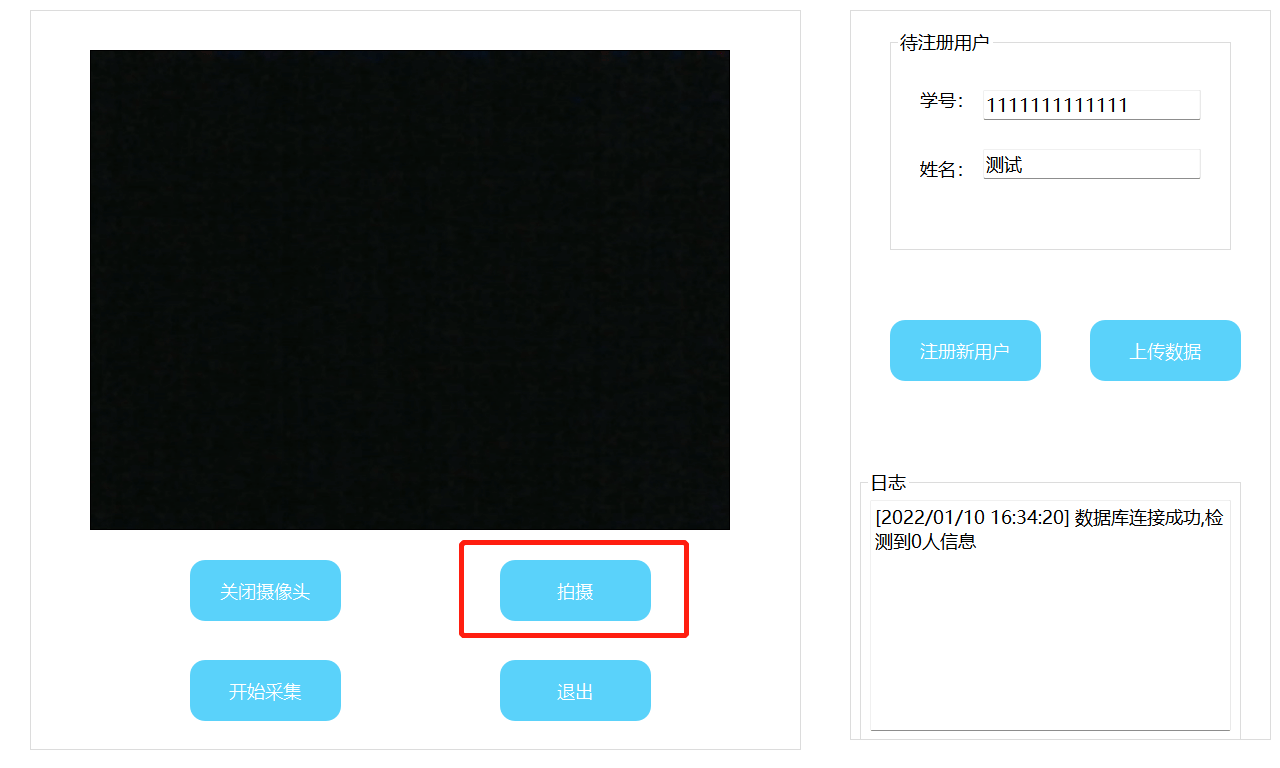 待注册用户
学号：
1111111111111
姓名：
测试
注册新用户
上传数据
日志
[2022/01/10 16:34:20] 数据库连接成功,检
测到0人信息
关闭摄像头
拍摄
开始采集
退出